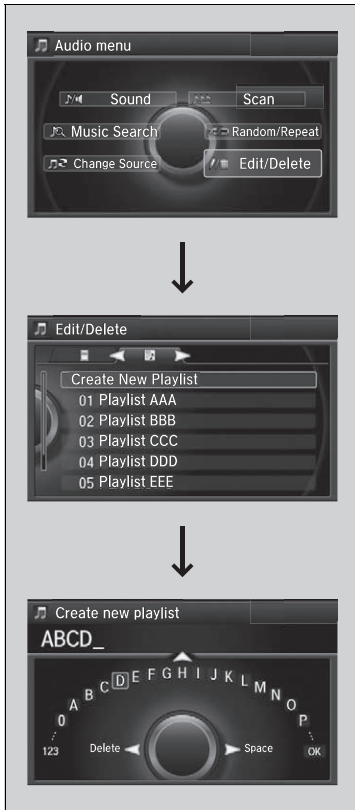 Audio menu
Sound Scan
Music Search Random/Repeat
Change Source Edit/Delete
Edit/Delete
Create New Playlist
01 Playlist AAA
02 Playlist BBB
03 Playlist CCC
04 Playlist DDD
05 Playlist EEE
Create new playlist
ABCD_
0 A B C D E F G H I J K L M N O P
123 Delete Space OK